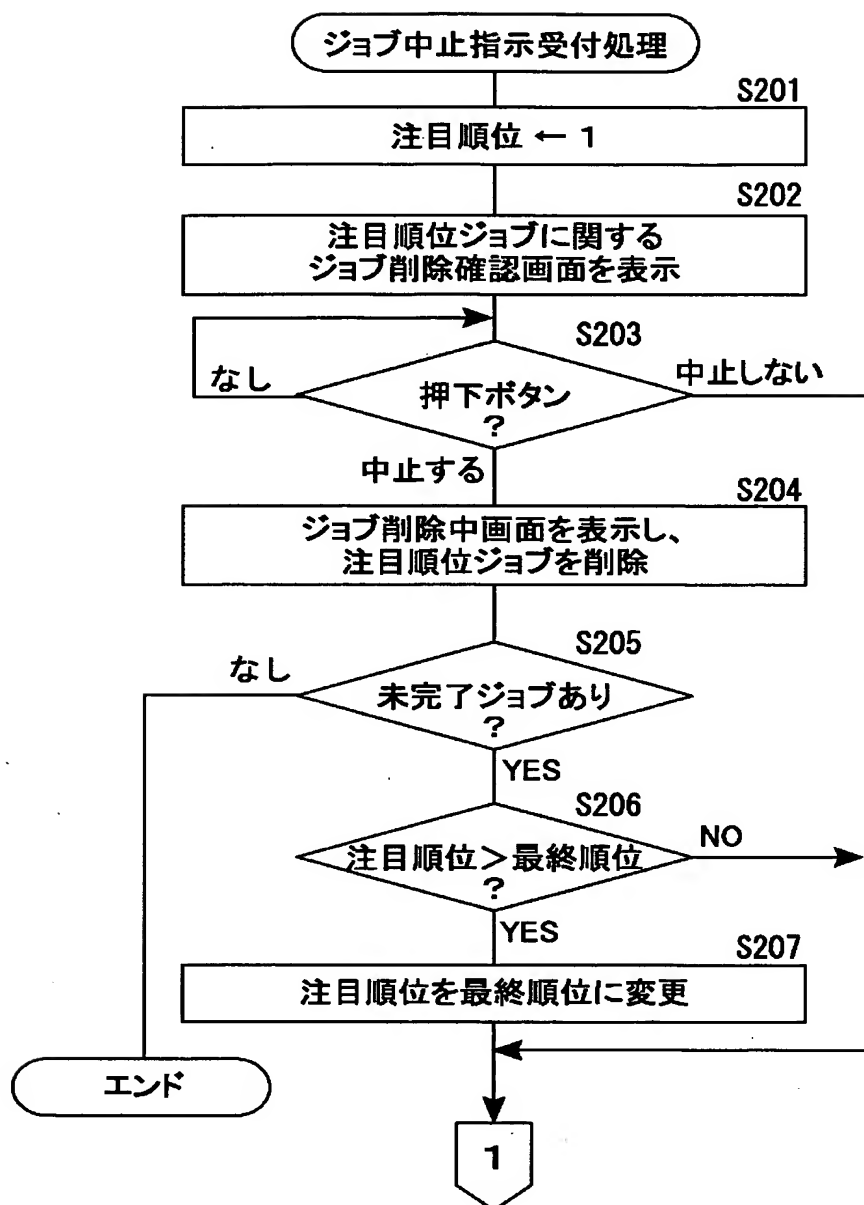 ジョブ中止指示受付処理
S201
注目順位 ← 1
S202
注目順位ジョブに関する
ジョブ削除確認画面を表示
S203
なし
押下ボタン
?
中止しない
中止する
S204
ジョブ削除中画面を表示し、
注目順位ジョブを削除
S205
なし
未完了ジョブあり
?
YES
S206
注目順位>最終順位
?
NO
YES
S207
注目順位を最終順位に変更
エンド
1